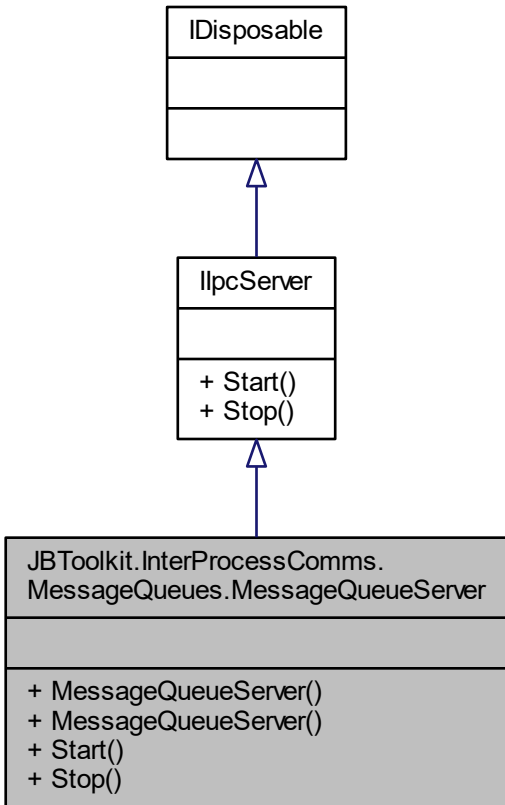 IDisposable
IIpcServer
+ Start()
+ Stop()
JBToolkit.InterProcessComms.
MessageQueues.MessageQueueServer
+ MessageQueueServer()
+ MessageQueueServer()
+ Start()
+ Stop()